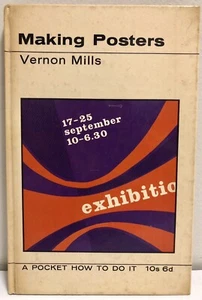 Making Posters
Vernon Mills
17-25
september
10-6.30
exhibitio
A POCKET HOW TO DO IT 10s 6d